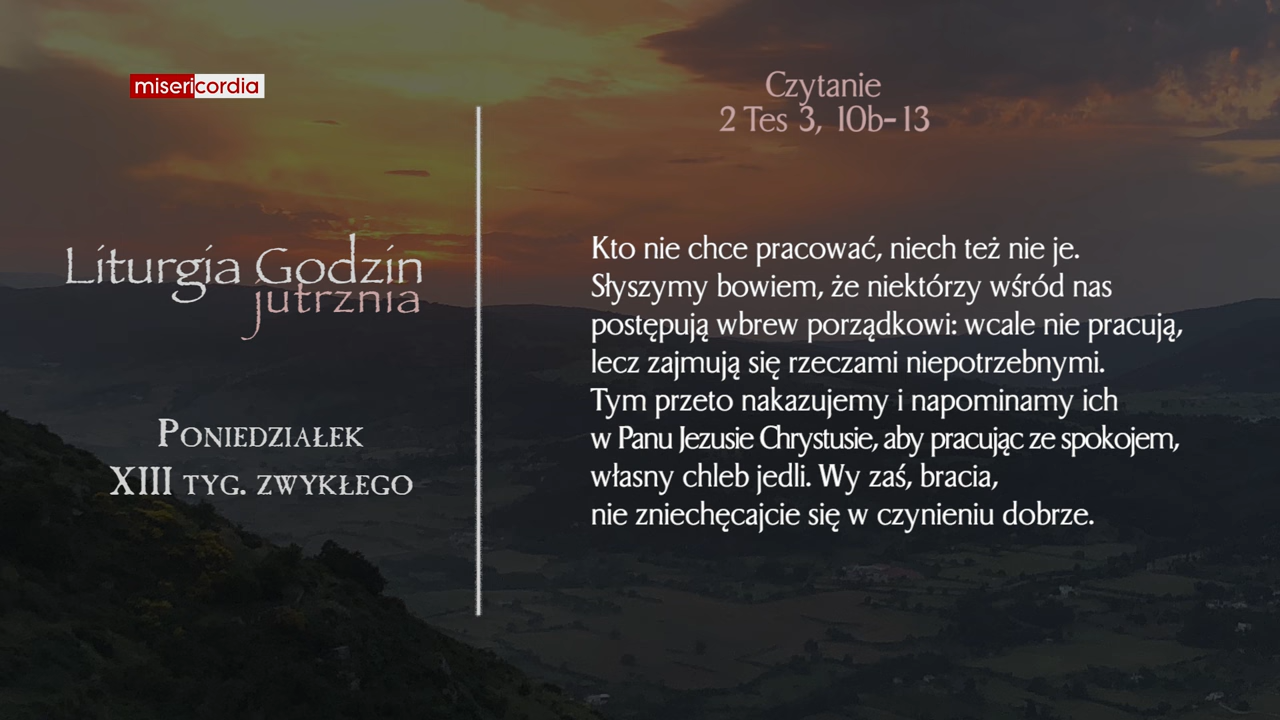 misericordia
Liturgia Godzin
jutrznia
Poniedziałek
XIII tyg. zwykłego
Czytanie
2 Tes 3, 10b-13
Kto nie chce pracować, niech też nie je.
Słyszymy bowiem, że niektórzy wśród nas
postępują wbrew porządkowi: wcale nie pracują,
lecz zajmują się rzeczami niepotrzebnymi.
Tym przeto nakazujemy i napominamy ich
w Panu Jezusie Chrystusie, aby pracując ze spokojem,
własny chleb jedli. Wy zaś, bracia,
nie zniechęcajcie się w czynieniu dobrze.